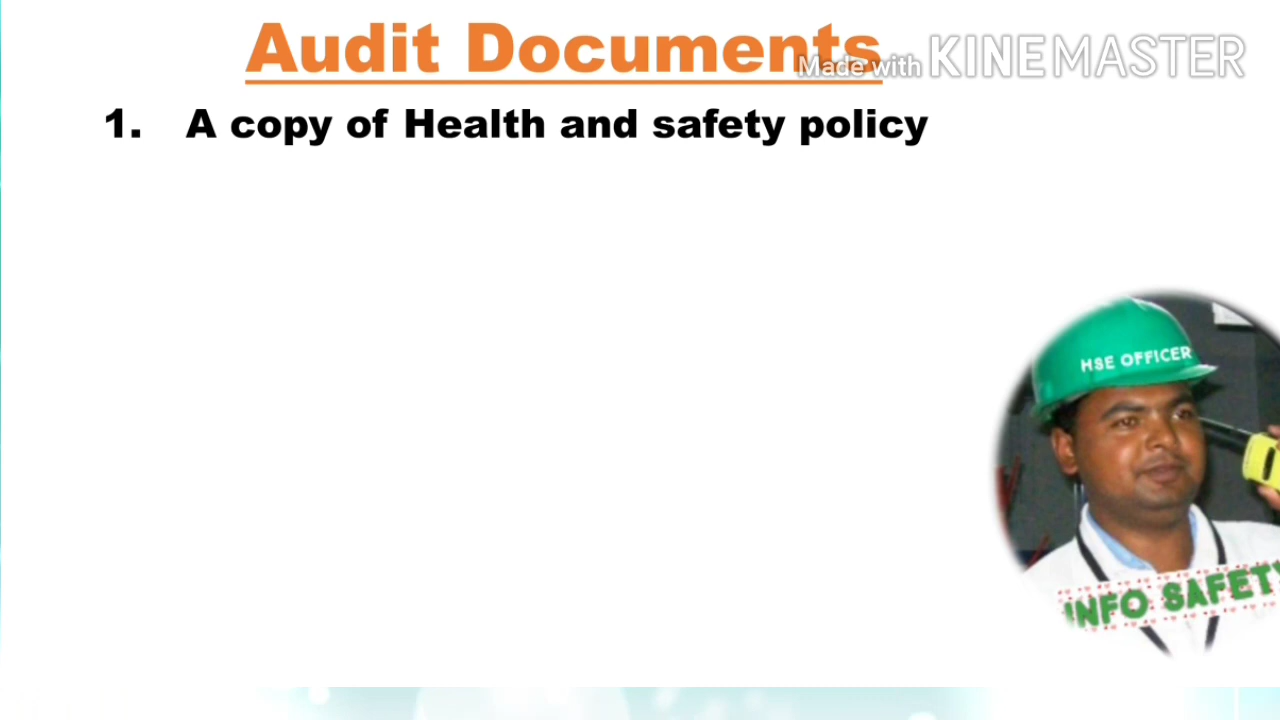 Audit Documents
Made with KINEMASTER
1. A copy of Health and safety policy
HSE OFFICER
INFO SAFETY